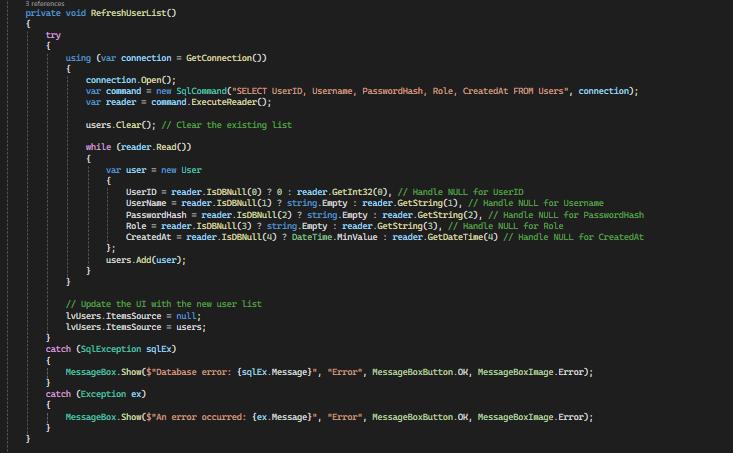 3 references
private void RefreshUserList()
{
    try
    {
        using (var connection = GetConnection())
        {
            connection.Open();
            var command = new SqlCommand("SELECT UserID, Username, PasswordHash, Role, CreatedAt FROM Users", connection);
            var reader = command.ExecuteReader();

            users.Clear(); // Clear the existing list

            while (reader.Read())
            {
                var user = new User
                {
                    UserID = reader.IsDBNull(0) ? 0 : reader.GetInt32(0), // Handle NULL for UserID
                    UserName = reader.IsDBNull(1) ? string.Empty : reader.GetString(1), // Handle NULL for Username
                    PasswordHash = reader.IsDBNull(2) ? string.Empty : reader.GetString(2), // Handle NULL for PasswordHash
                    Role = reader.IsDBNull(3) ? string.Empty : reader.GetString(3), // Handle NULL for Role
                    CreatedAt = reader.IsDBNull(4) ? DateTime.MinValue : reader.GetDateTime(4) // Handle NULL for CreatedAt
                };
                users.Add(user);
            }
        }

        // Update the UI with the new user list
        lvUsers.ItemsSource = null;
        lvUsers.ItemsSource = users;
    }
    catch (SqlException sqlEx)
    {
        MessageBox.Show($"Database error: {sqlEx.Message}", "Error", MessageBoxButton.OK, MessageBoxImage.Error);
    }
    catch (Exception ex)
    {
        MessageBox.Show($"An error occurred: {ex.Message}", "Error", MessageBoxButton.OK, MessageBoxImage.Error);
    }
}